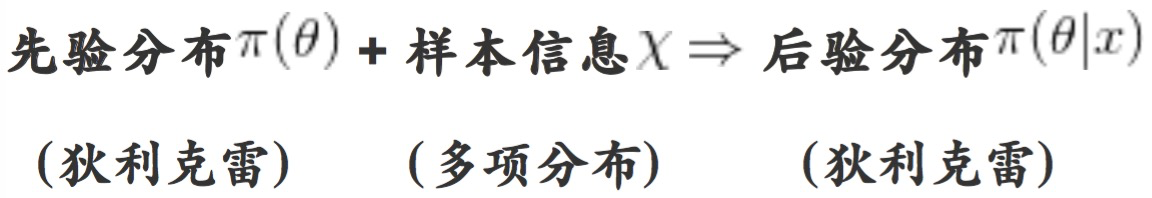 先验分布π(θ) + 样本信息χ ⇒ 后验分布π(θ|x)
(狄利克雷) (多项分布) (狄利克雷)